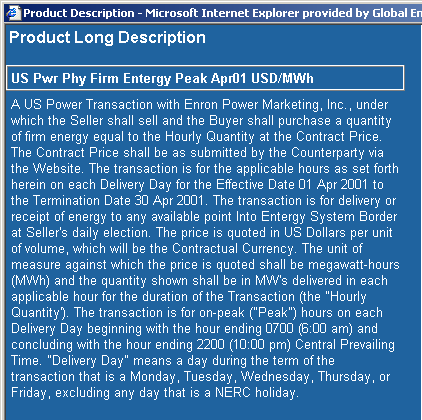 Product Description - Microsoft Internet Explorer provided by Global En
Product Long Description
US Pwr Phy Firm Entergy Peak Apr01 USD/MWh
A US Power Transaction with Enron Power Marketing, Inc., under
which the Seller shall sell and the Buyer shall purchase a quantity
of firm energy equal to the Hourly Quantity at the Contract Price.
The Contract Price shall be as submitted by the Counterparty via
the Website. The transaction is for the applicable hours as set forth
herein on each Delivery Day for the Effective Date 01 Apr 2001 to
the Termination Date 30 Apr 2001. The transaction is for delivery or
receipt of energy to any available point Into Entergy System Border
at Seller's daily election. The price is quoted in US Dollars per unit
of volume, which will be the Contractual Currency. The unit of
measure against which the price is quoted shall be megawatt-hours
(MWh) and the quantity shown shall be in MW's delivered in each
applicable hour for the duration of the Transaction (the "Hourly
Quantity'). The transaction is for on-peak ("Peak") hours on each
Delivery Day beginning with the hour ending 0700 (6:00 am) and
concluding with the hour ending 2200 (10:00 pm) Central Prevailing
Time. "Delivery Day" means a day during the term of the
transaction that is a Monday, Tuesday, Wednesday, Thursday, or
Friday, excluding any day that is a NERC holiday.